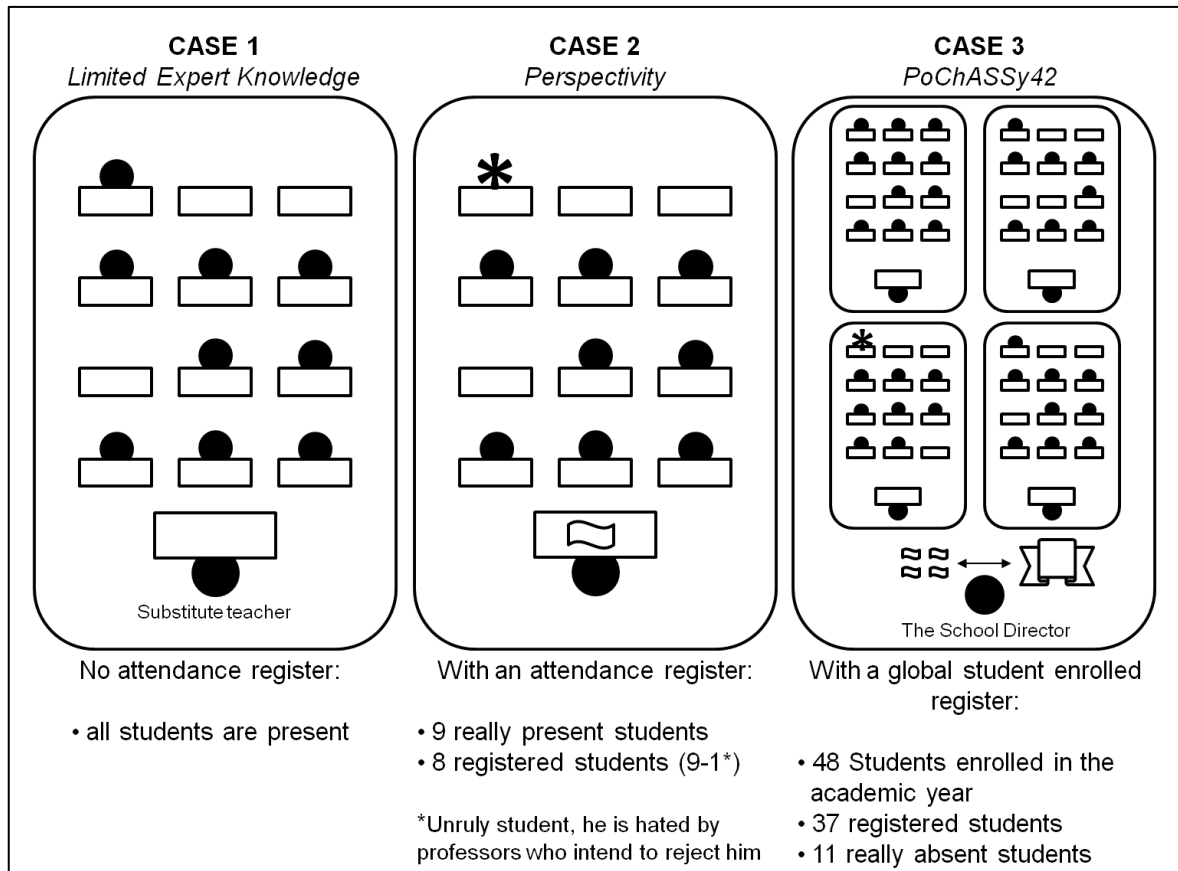 CASE 1
Limited Expert Knowledge
*
Substitute teacher
No attendance register:
• all students are present
CASE 2
Perspectivity
*
With an attendance register:
• 9 really present students
• 8 registered students (9-1*)
*Unruly student, he is hated by
professors who intend to reject him
CASE 3
PoChASSy42
*
The School Director
With a global student enrolled
register:
• 48 Students enrolled in the
academic year
• 37 registered students
• 11 really absent students